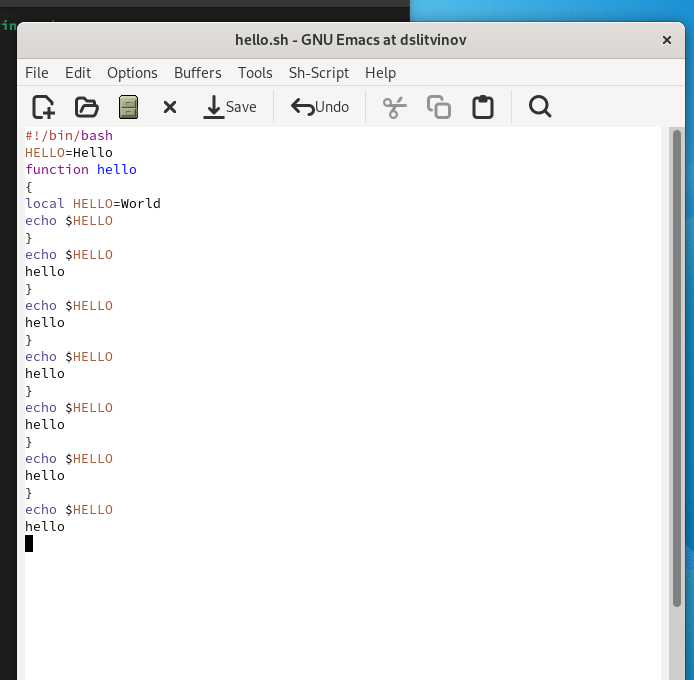 in
hello.sh - GNU Emacs at dslitvinov
File Edit Options Buffers Tools Sh-Script Help
Save Undo
#!/bin/bash
HELLO=Hello
function hello
{
local HELLO=World
echo $HELLO
}
echo $HELLO
hello
}
echo $HELLO
hello
}
echo $HELLO
hello
}
echo $HELLO
hello
}
echo $HELLO
hello
}
echo $HELLO
hello